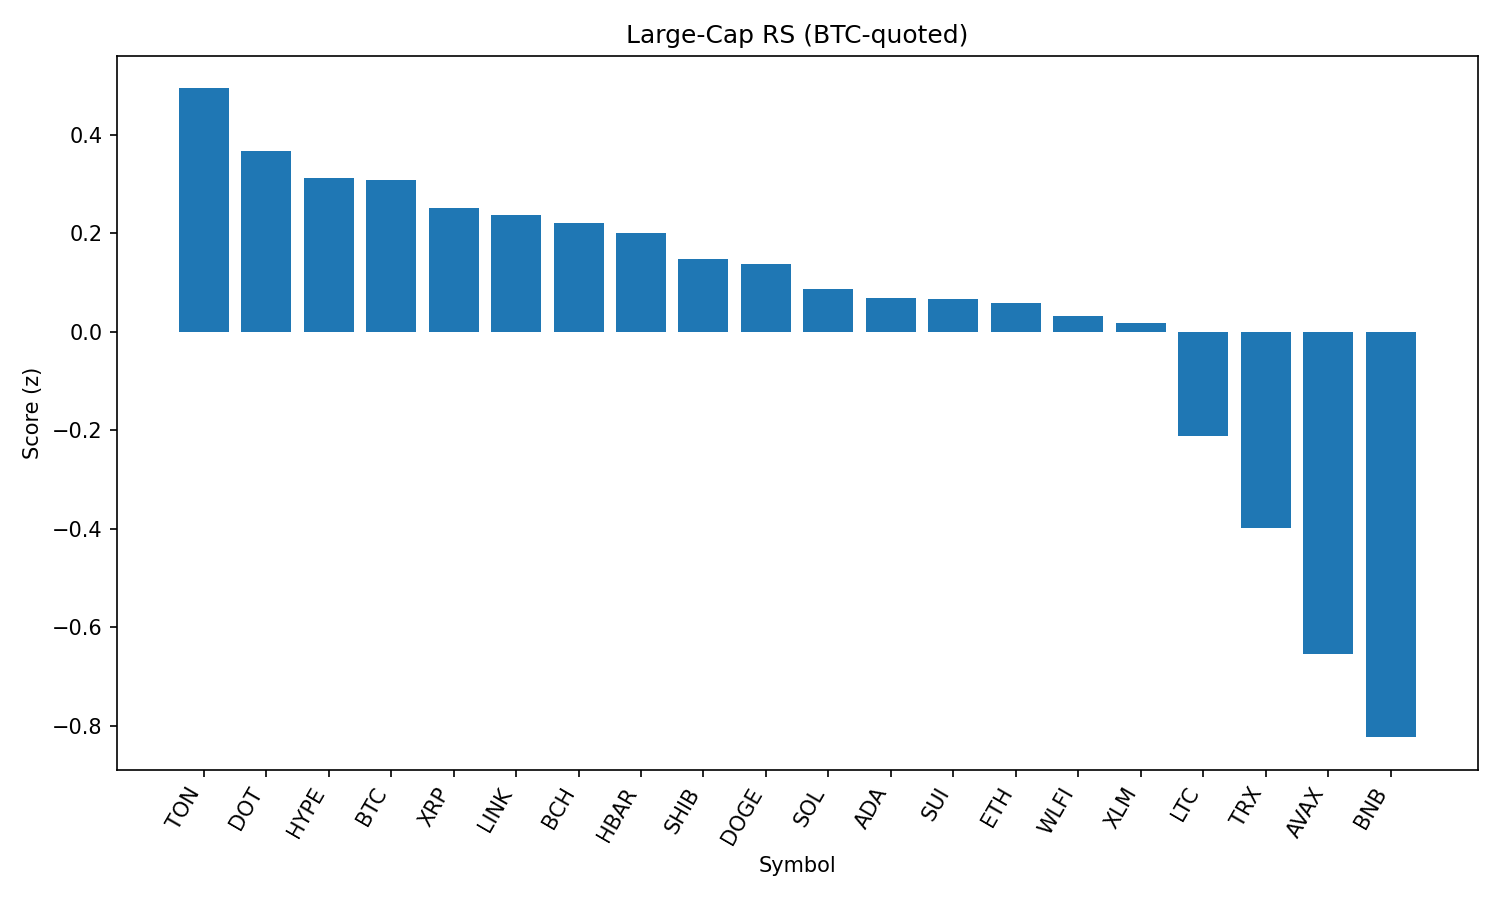 Large-Cap RS (BTC-quoted)
Score (z)
0.4
0.2
0.0
−0.2
−0.4
−0.6
−0.8
TON
DOT
HYPE
BTC
XRP
LINK
BCH
HBAR
SHIB
DOGE
SOL
ADA
SUI
ETH
WLFI
XLM
LTC
TRX
AVAX
BNB
Symbol